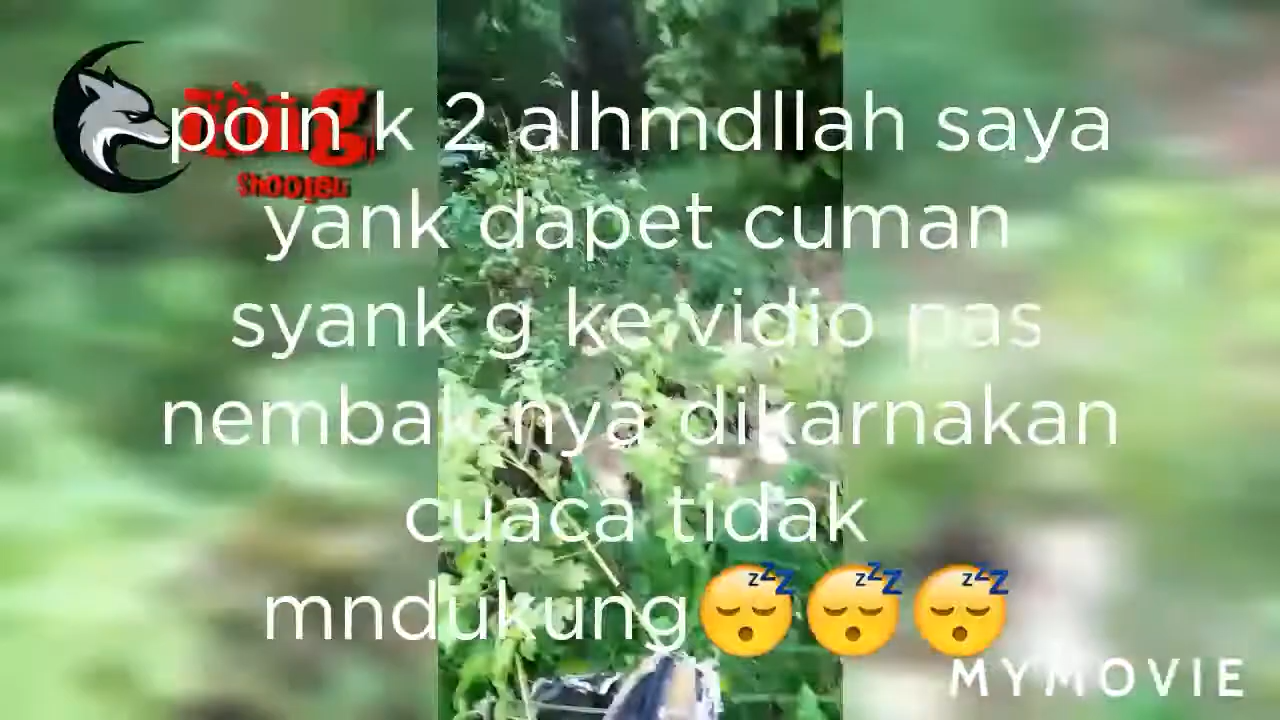 poin k 2 alhmdllah saya
yank dapet cuman
syank g ke vidio pas
nembak nya dikarnakan
cuaca tidak
mndukung😴😴😴
MYMOVIE